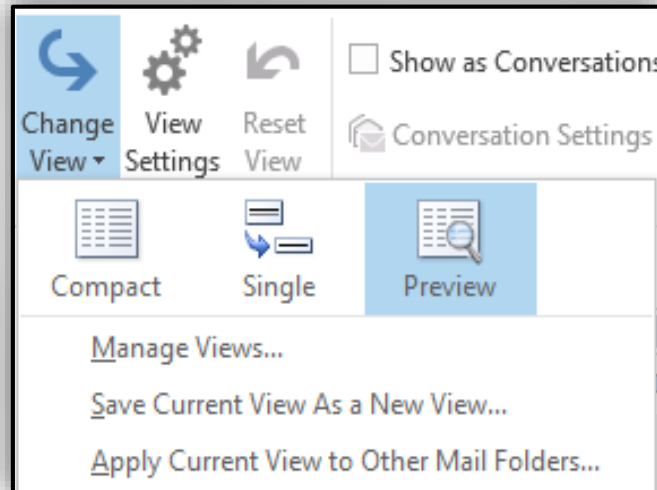 Change View
View Settings
Reset View
Show as Conversations
Conversation Settings
Compact
Single
Preview
Manage Views...
Save Current View As a New View...
Apply Current View to Other Mail Folders...